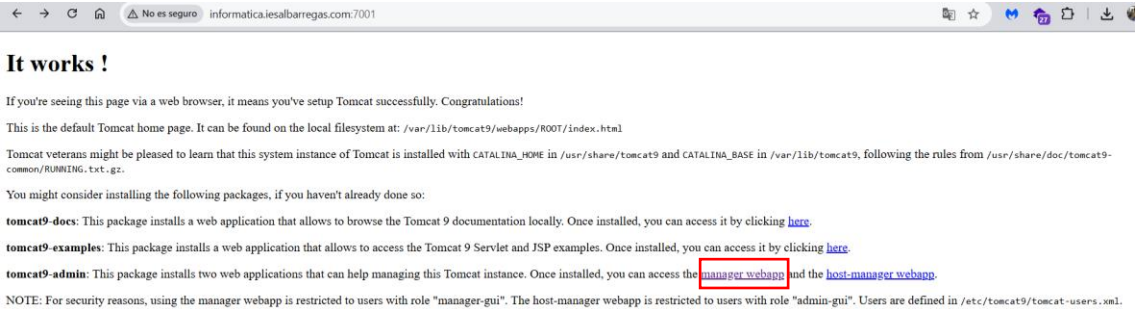 No es seguro informatica.iesalbarregas.com:7001
27
It works !
If you're seeing this page via a web browser, it means you've setup Tomcat successfully. Congratulations!
This is the default Tomcat home page. It can be found on the local filesystem at: /var/lib/tomcat9/webapps/ROOT/index.html
Tomcat veterans might be pleased to learn that this system instance of Tomcat is installed with CATALINA_HOME in /usr/share/tomcat9 and CATALINA_BASE in /var/lib/tomcat9, following the rules from /usr/share/doc/tomcat9-
common/RUNNING.txt.gz.
You might consider installing the following packages, if you haven't already done so:
tomcat9-docs: This package installs a web application that allows to browse the Tomcat 9 documentation locally. Once installed, you can access it by clicking here.
tomcat9-examples: This package installs a web application that allows to access the Tomcat 9 Servlet and JSP examples. Once installed, you can access it by clicking here.
tomcat9-admin: This package installs two web applications that can help managing this Tomcat instance. Once installed, you can access the manager webapp and the host-manager webapp.
NOTE: For security reasons, using the manager webapp is restricted to users with role "manager-gui". The host-manager webapp is restricted to users with role "admin-gui". Users are defined in /etc/tomcat9/tomcat-users.xml.